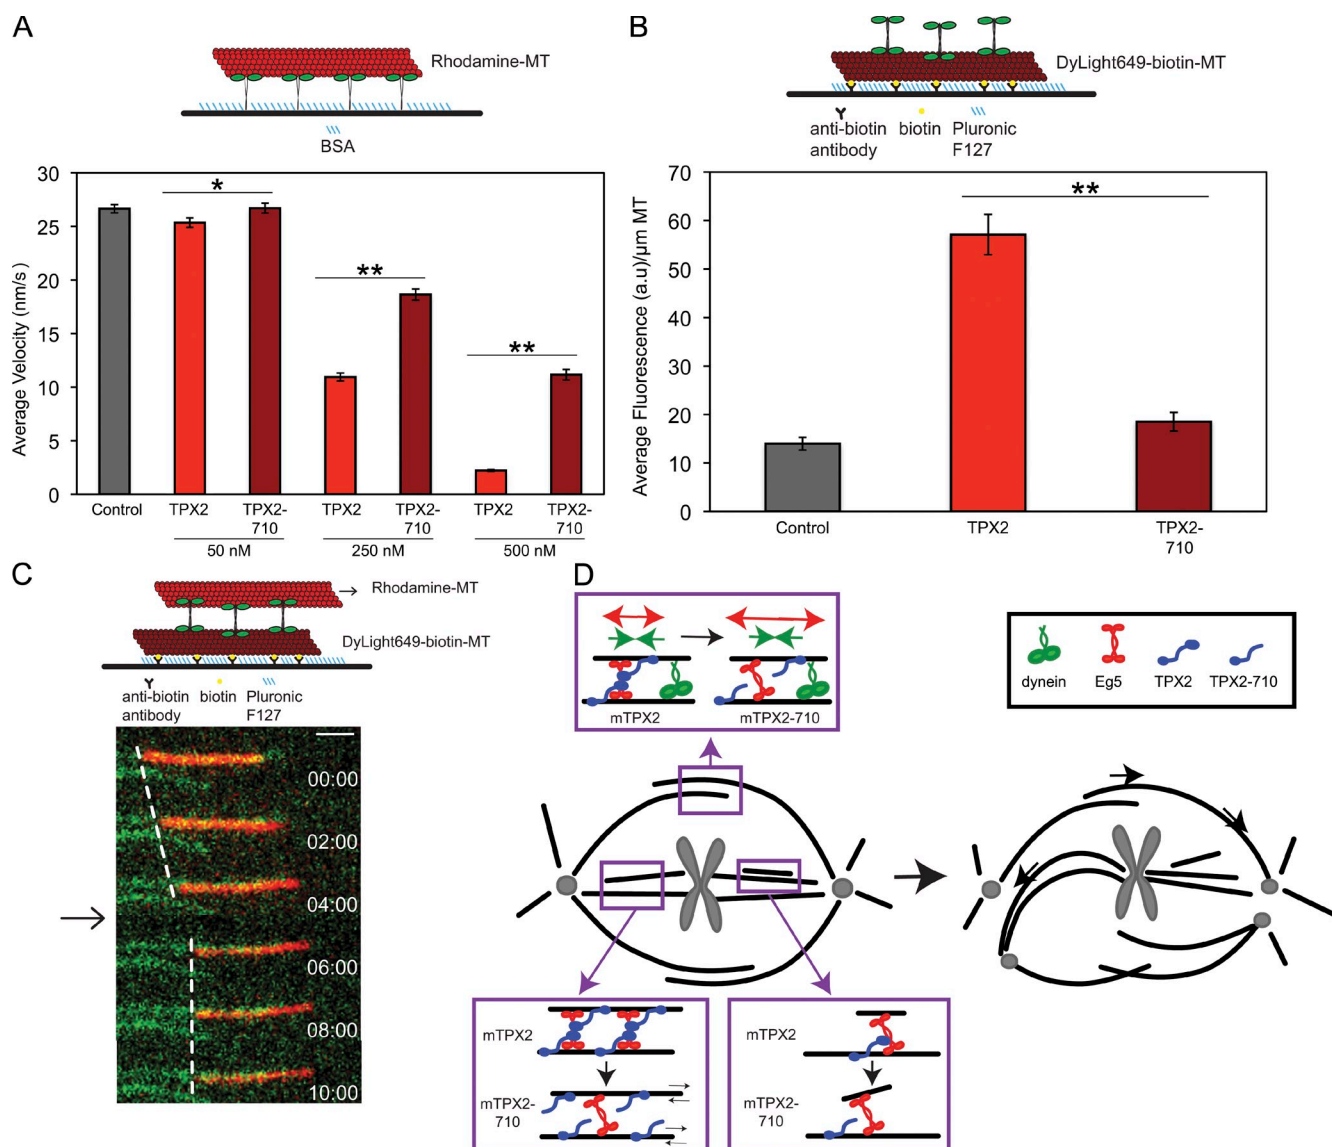 A
Rhodamine-MT
BSA
Average Velocity (nm/s)
30
25
20
15
10
5
0
*
**
**
Control
TPX2
TPX2-
710
TPX2
TPX2-
710
TPX2
TPX2-
710
50 nM
250 nM
500 nM
B
DyLight649-biotin-MT
anti-biotin
antibody
biotin
Pluronic
F127
Average Fluorescence (a.u)/µm MT
70
60
50
40
30
20
10
0
**
Control
TPX2
TPX2-
710
C
Rhodamine-MT
DyLight649-biotin-MT
anti-biotin
antibody
biotin
Pluronic
F127
00:00
02:00
04:00
06:00
08:00
10:00
D
mTPX2
mTPX2-710
dynein
Eg5
TPX2
TPX2-710
mTPX2
mTPX2-
710
mTPX2
mTPX2-
710